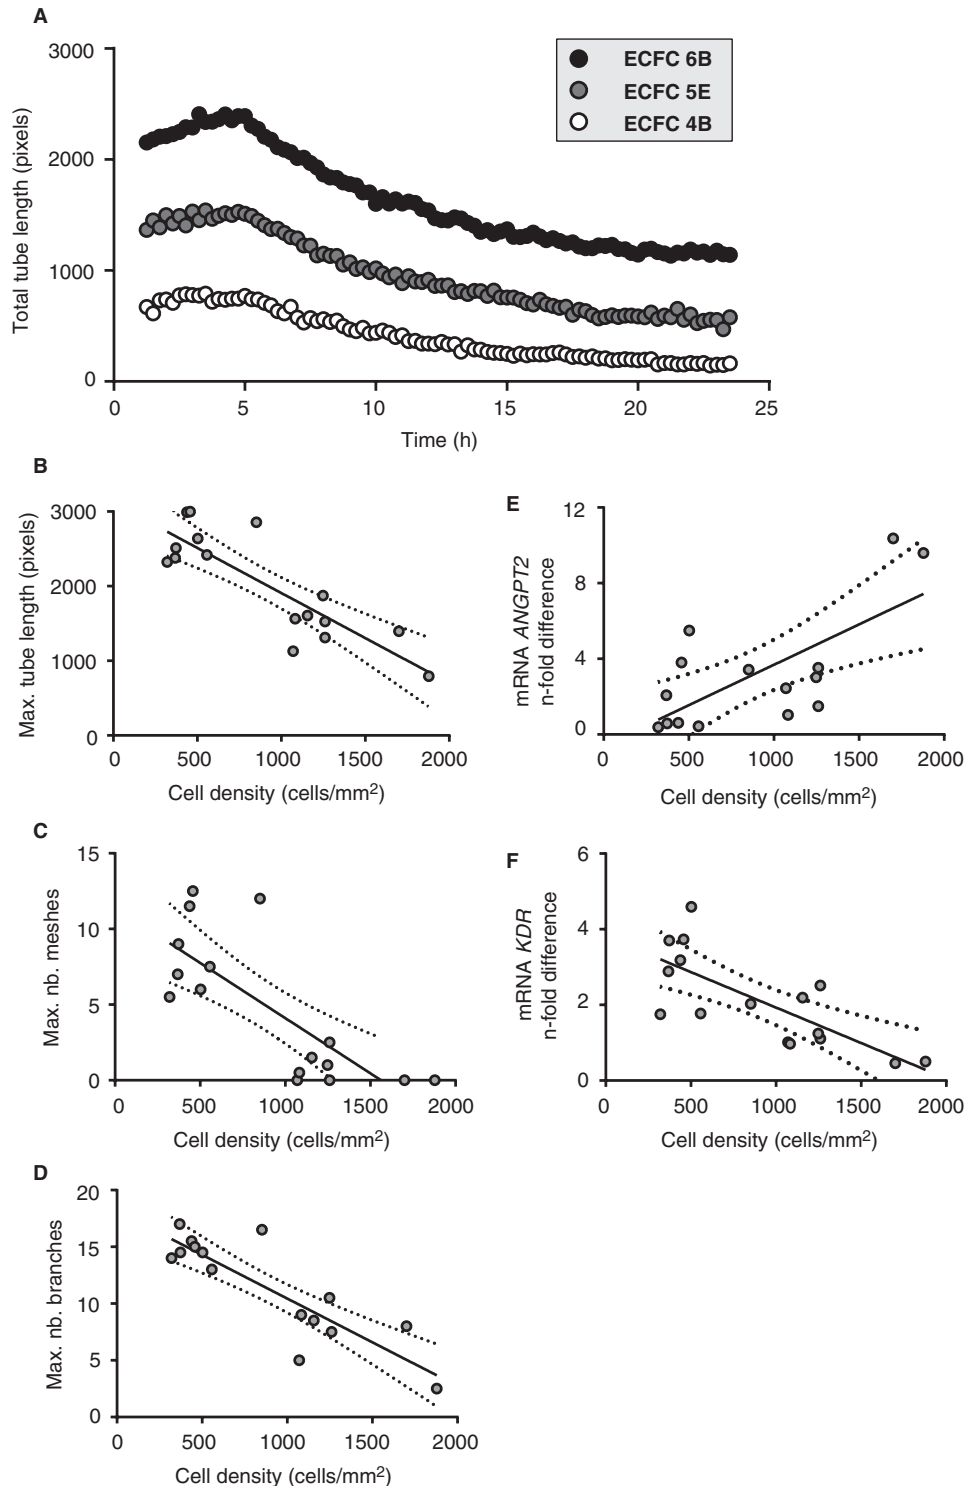 A
3000
2000
1000
0
Total tube length (pixels)
ECFC 6B
ECFC 5E
ECFC 4B
0 5 10 15 20 25
Time (h)
B
3000
2000
1000
0
Max. tube length (pixels)
0 500 1000 1500 2000
Cell density (cells/mm²)
E
12
8
4
0
mRNA ANGPT2
n-fold difference
0 500 1000 1500 2000
Cell density (cells/mm²)
C
15
10
5
0
Max. nb. meshes
0 500 1000 1500 2000
Cell density (cells/mm²)
F
6
4
2
0
mRNA KDR
n-fold difference
0 500 1000 1500 2000
Cell density (cells/mm²)
D
20
15
10
5
0
Max. nb. branches
0 500 1000 1500 2000
Cell density (cells/mm²)